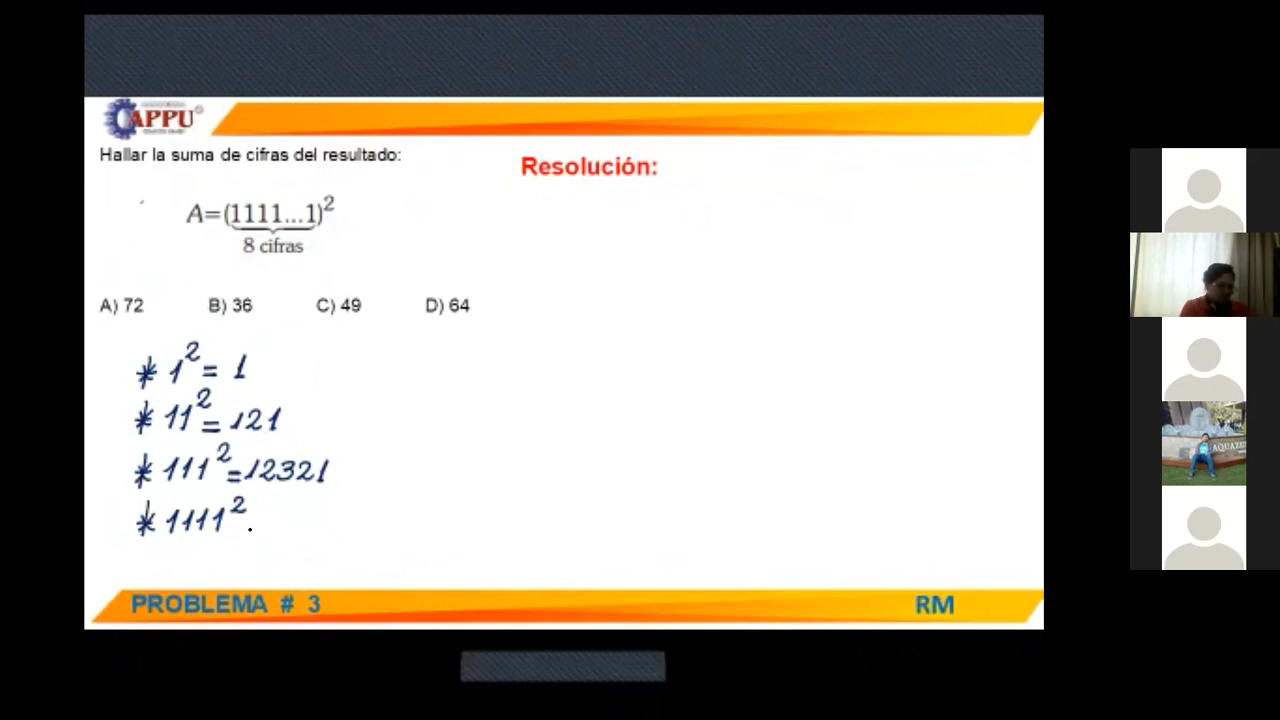 APPU
Hallar la suma de cifras del resultado:
Resolución:
A=(1111...1)²
8 cifras
A) 72 B) 36 C) 49 D) 64
* 1² = 1
* 11² = 121
* 111² = 12321
* 1111²
PROBLEMA # 3
RM